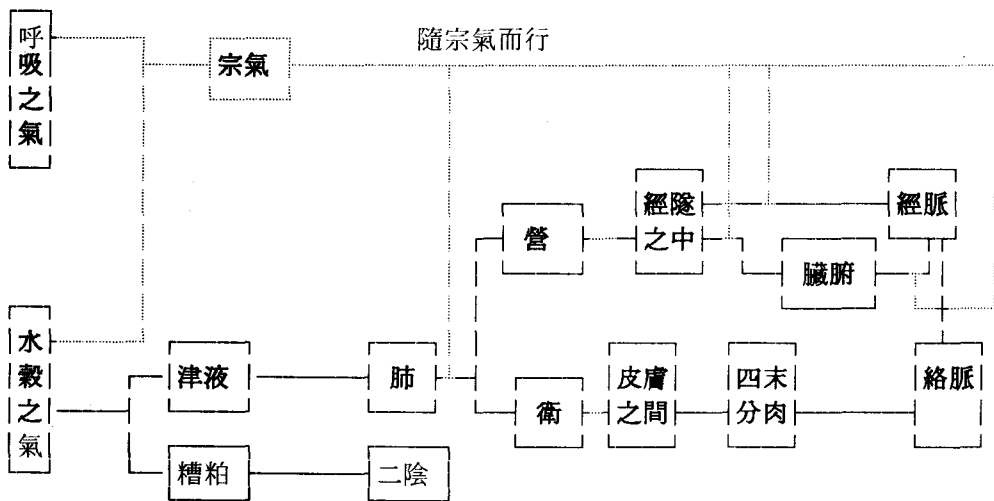 呼吸之氣
宗氣
隨宗氣而行
經隧之中
經脈
營
臟腑
水穀之氣
津液
肺
衛
皮膚之間
四末分肉
絡脈
糟粕
二陰